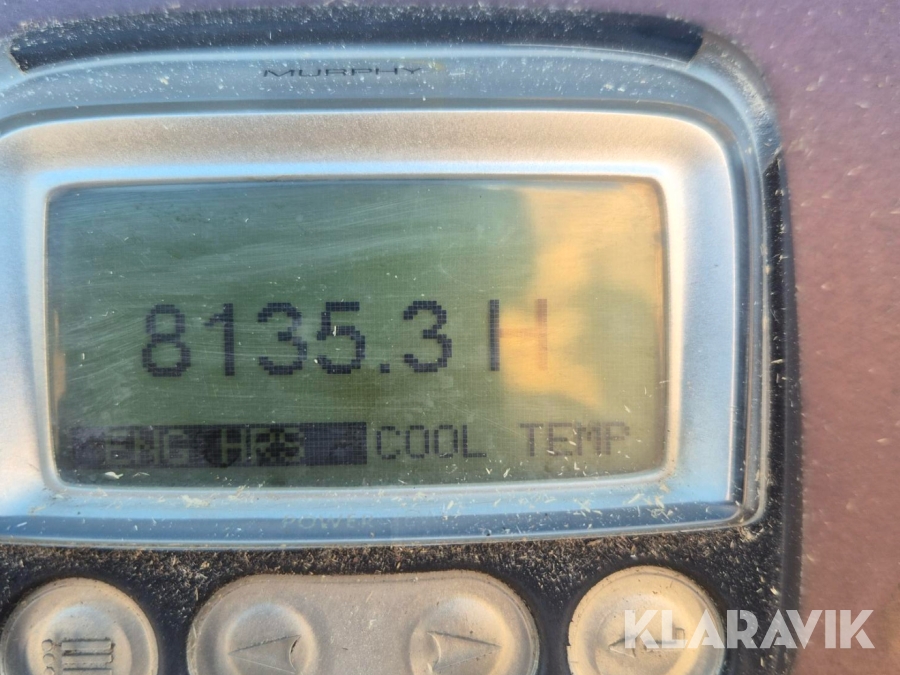 MURPHY
8135.3 H
ENG HRS COOL TEMP
POWER
KLARAVIK